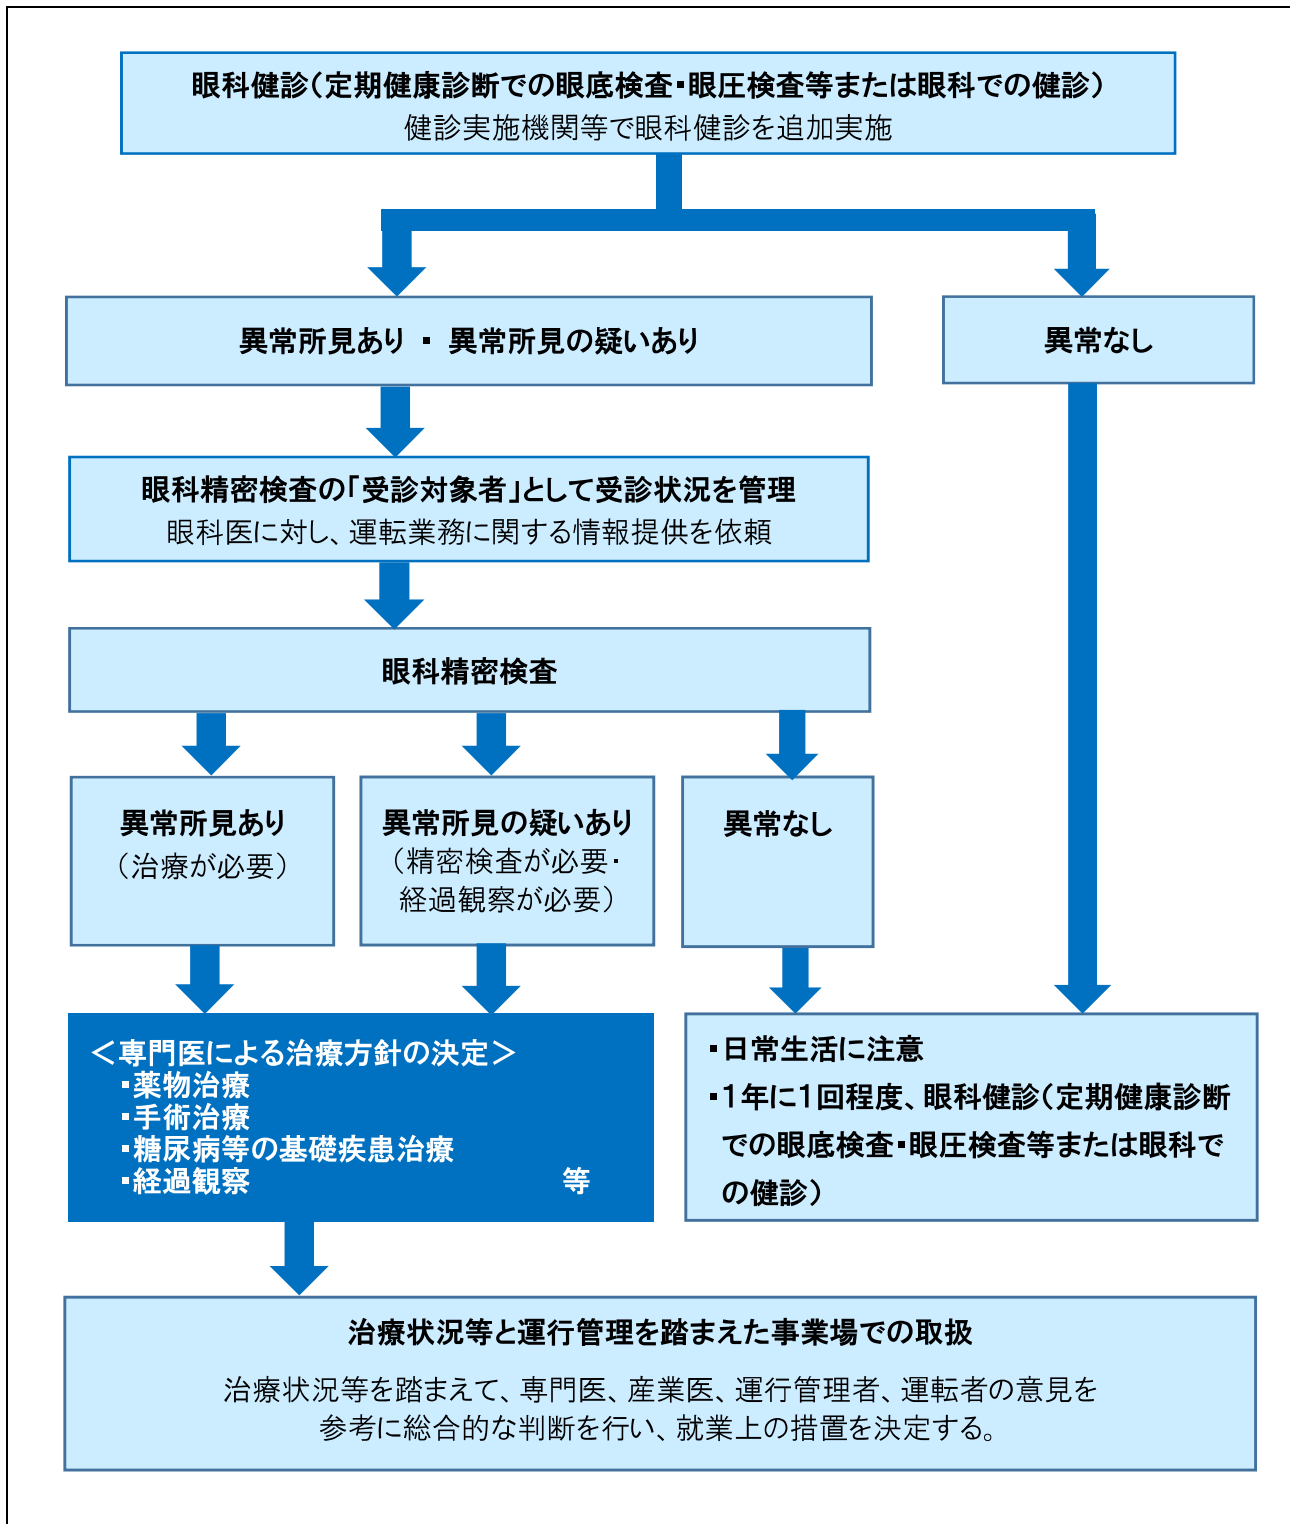 眼科健診（定期健康診断での眼底検査・眼圧検査等または眼科での健診）
健診実施機関等で眼科健診を追加実施
異常所見あり ・ 異常所見の疑いあり
異常なし
眼科精密検査の「受診対象者」として受診状況を管理
眼科医に対し、運転業務に関する情報提供を依頼
眼科精密検査
異常所見あり
（治療が必要）
異常所見の疑いあり
（精密検査が必要・
経過観察が必要）
異常なし
＜専門医による治療方針の決定＞
・薬物治療
・手術治療
・糖尿病等の基礎疾患治療
・経過観察 等
・日常生活に注意
・1年に1回程度、眼科健診（定期健康診断
での眼底検査・眼圧検査等または眼科で
の健診）
治療状況等と運行管理を踏まえた事業場での取扱
治療状況等を踏まえて、専門医、産業医、運行管理者、運転者の意見を
参考に総合的な判断を行い、就業上の措置を決定する。